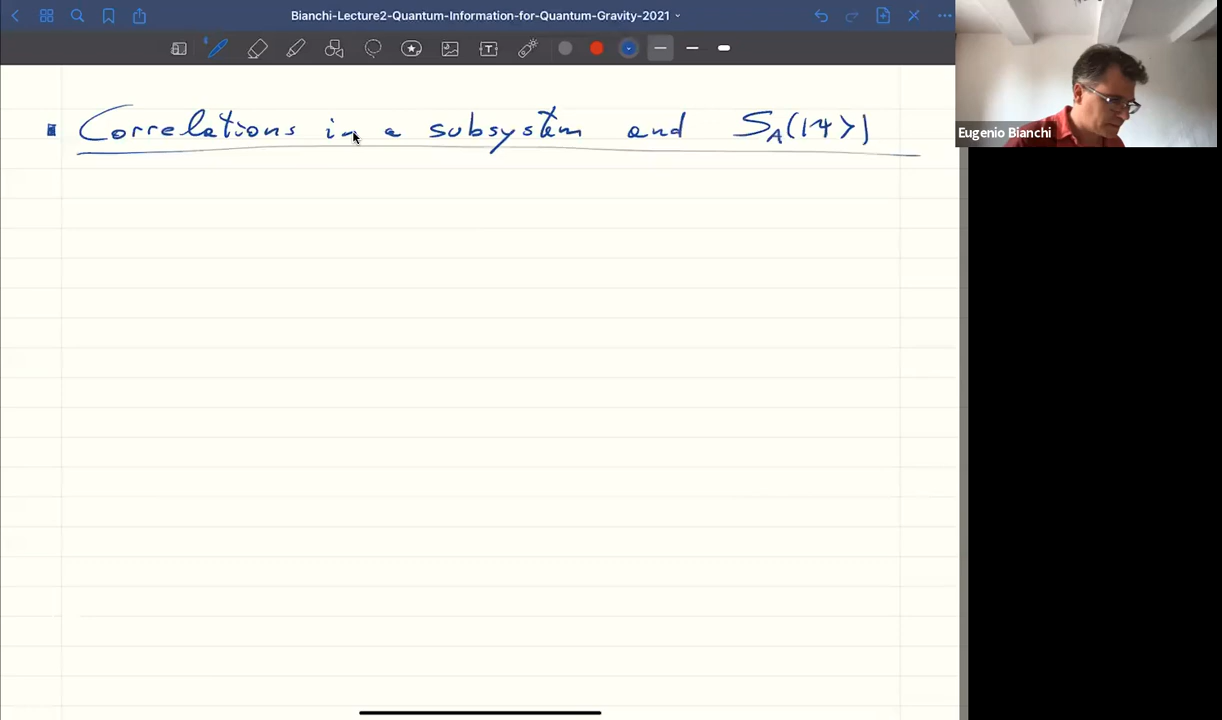 Bianchi-Lecture2-Quantum-Information-for-Quantum-Gravity-2021
Correlations in a subsystem and S_A(|ψ>)
Eugenio Bianchi